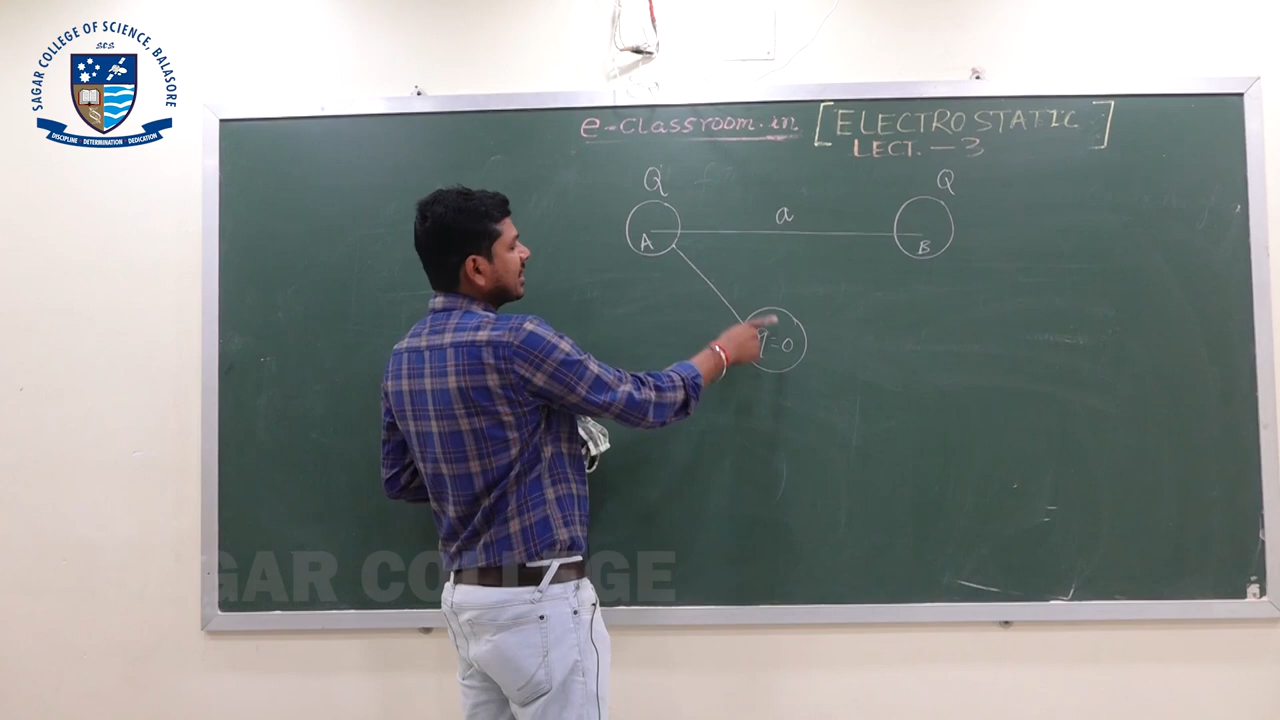 SAGAR COLLEGE OF SCIENCE, BALASORE
SCS
DISCIPLINE DETERMINATION DEDICATION
e-classroom.in [ELECTROSTATIC]
LECT. - 3
Q Q
a
A B
q=0
GAR COLLEGE